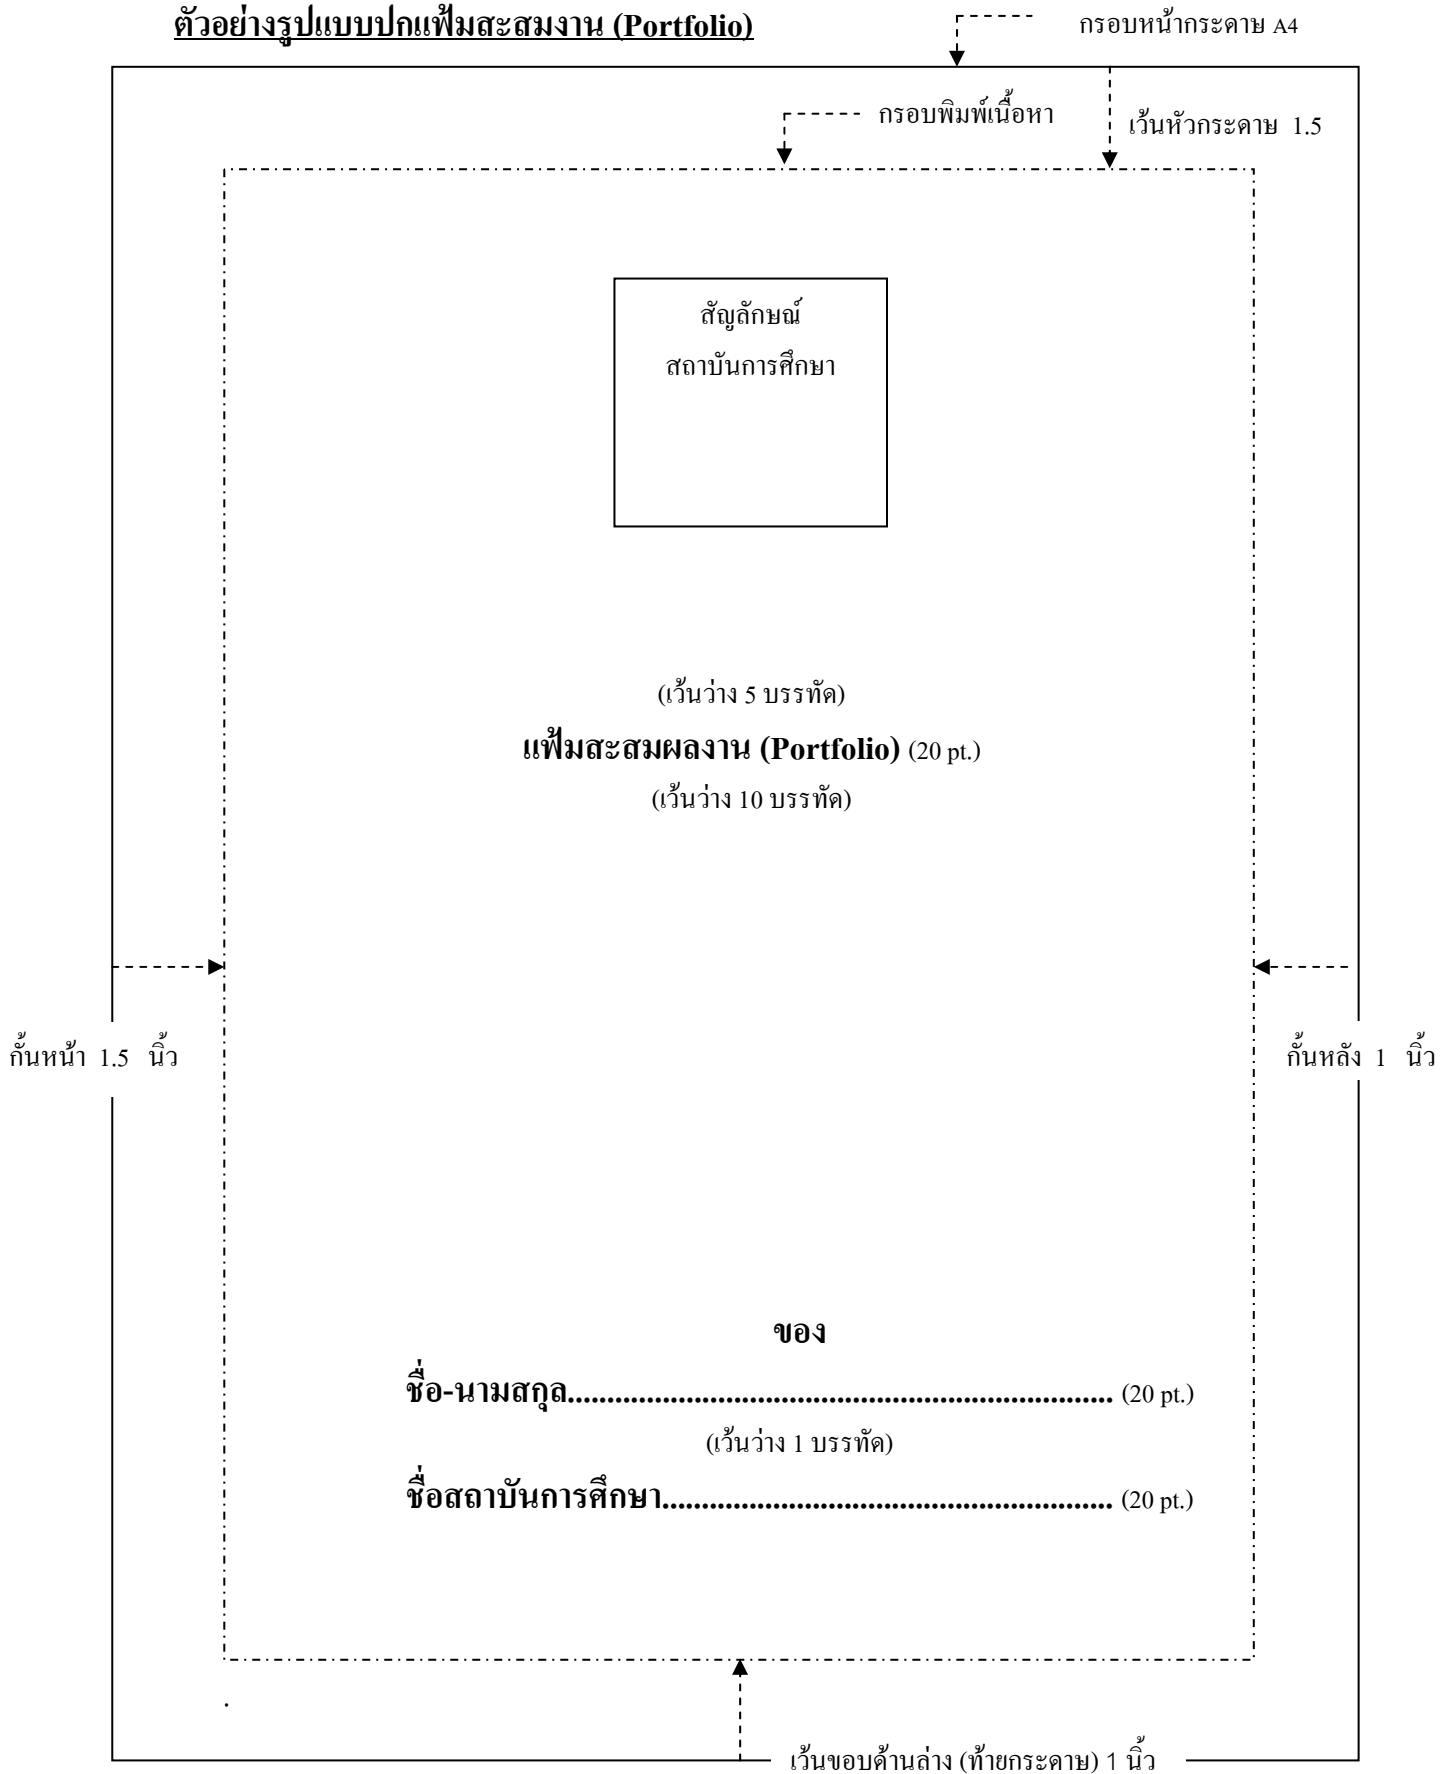 ตัวอย่างรูปแบบปกแฟ้มสะสมงาน (Portfolio)
กรอบหน้ากระดาษ A4
กรอบพิมพ์เนื้อหา
เว้นหัวกระดาษ 1.5
สัญลักษณ์
สถาบันการศึกษา
(เว้นว่าง 5 บรรทัด)
แฟ้มสะสมผลงาน (Portfolio) (20 pt.)
(เว้นว่าง 10 บรรทัด)
กั้นหน้า 1.5 นิ้ว
กั้นหลัง 1 นิ้ว
ของ
ชื่อ-นามสกุล..................................................................... (20 pt.)
(เว้นว่าง 1 บรรทัด)
ชื่อสถาบันการศึกษา......................................................... (20 pt.)
.
เว้นขอบด้านล่าง (ท้ายกระดาษ) 1 นิ้ว